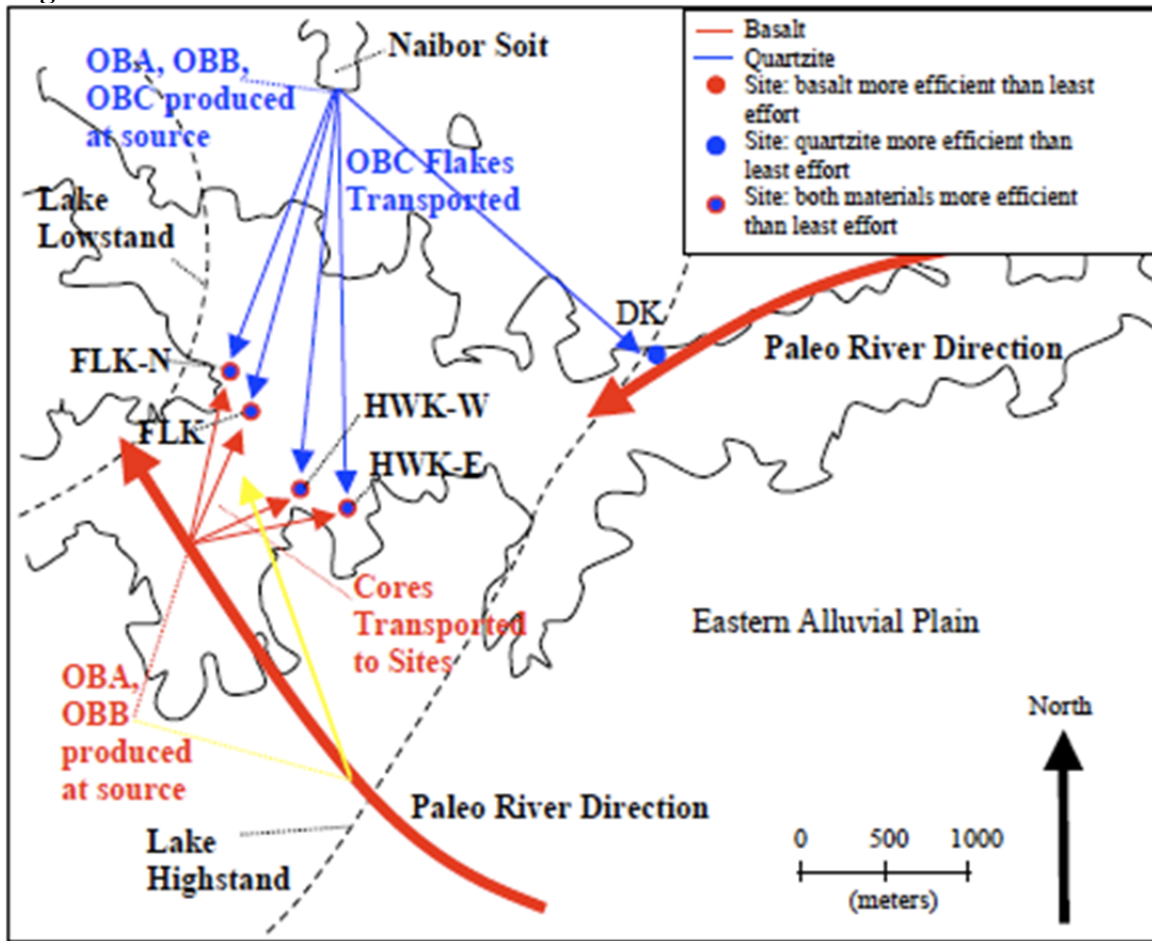 Naibor Soit
OBA, OBB,
OBC produced
at source
OBC Flakes
Transported
Basalt
Quartzite
Site: basalt more efficient than least
effort
Site: quartzite more efficient than
least effort
Site: both materials more efficient
than least effort
Lake
Lowstand
DK
Paleo River Direction
FLK-N
FLK
HWK-W
HWK-E
Cores
Transported
to Sites
Eastern Alluvial Plain
OBA,
OBB
produced
at source
North
Paleo River Direction
Lake
Highstand
0 500 1000
(meters)